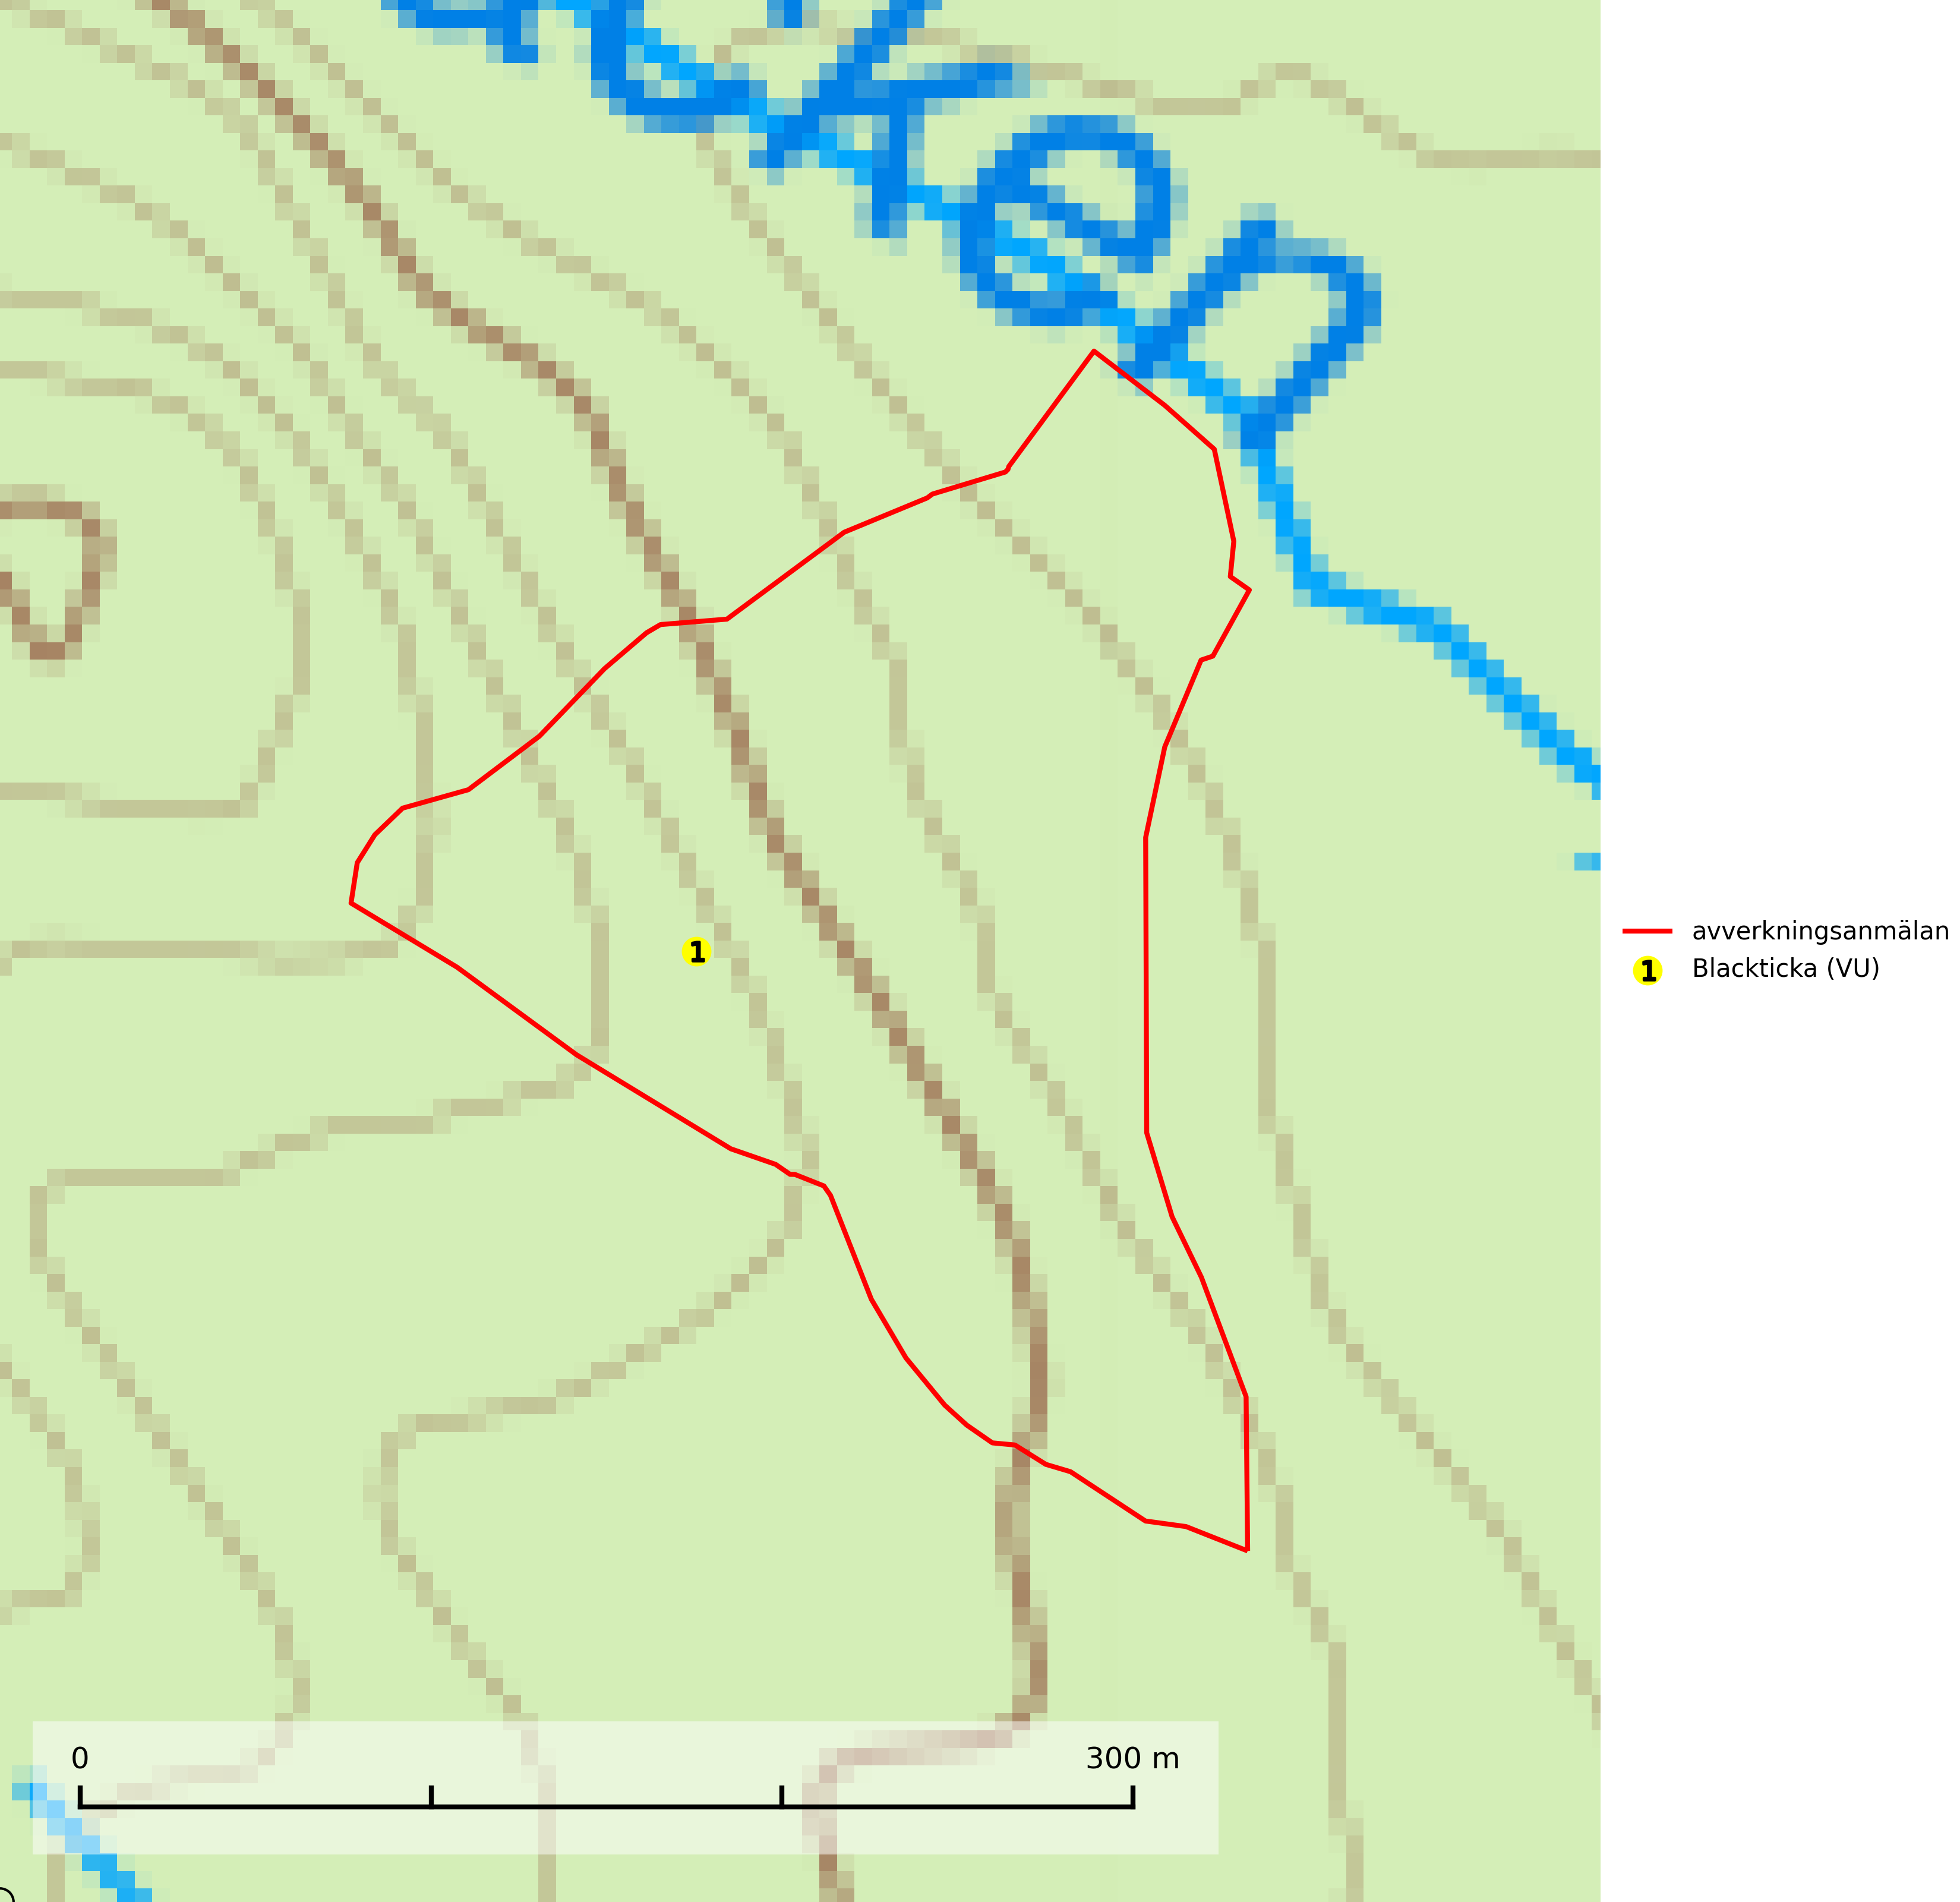 1
avverkningsanmälan
1 Blackticka (VU)
0 300 m